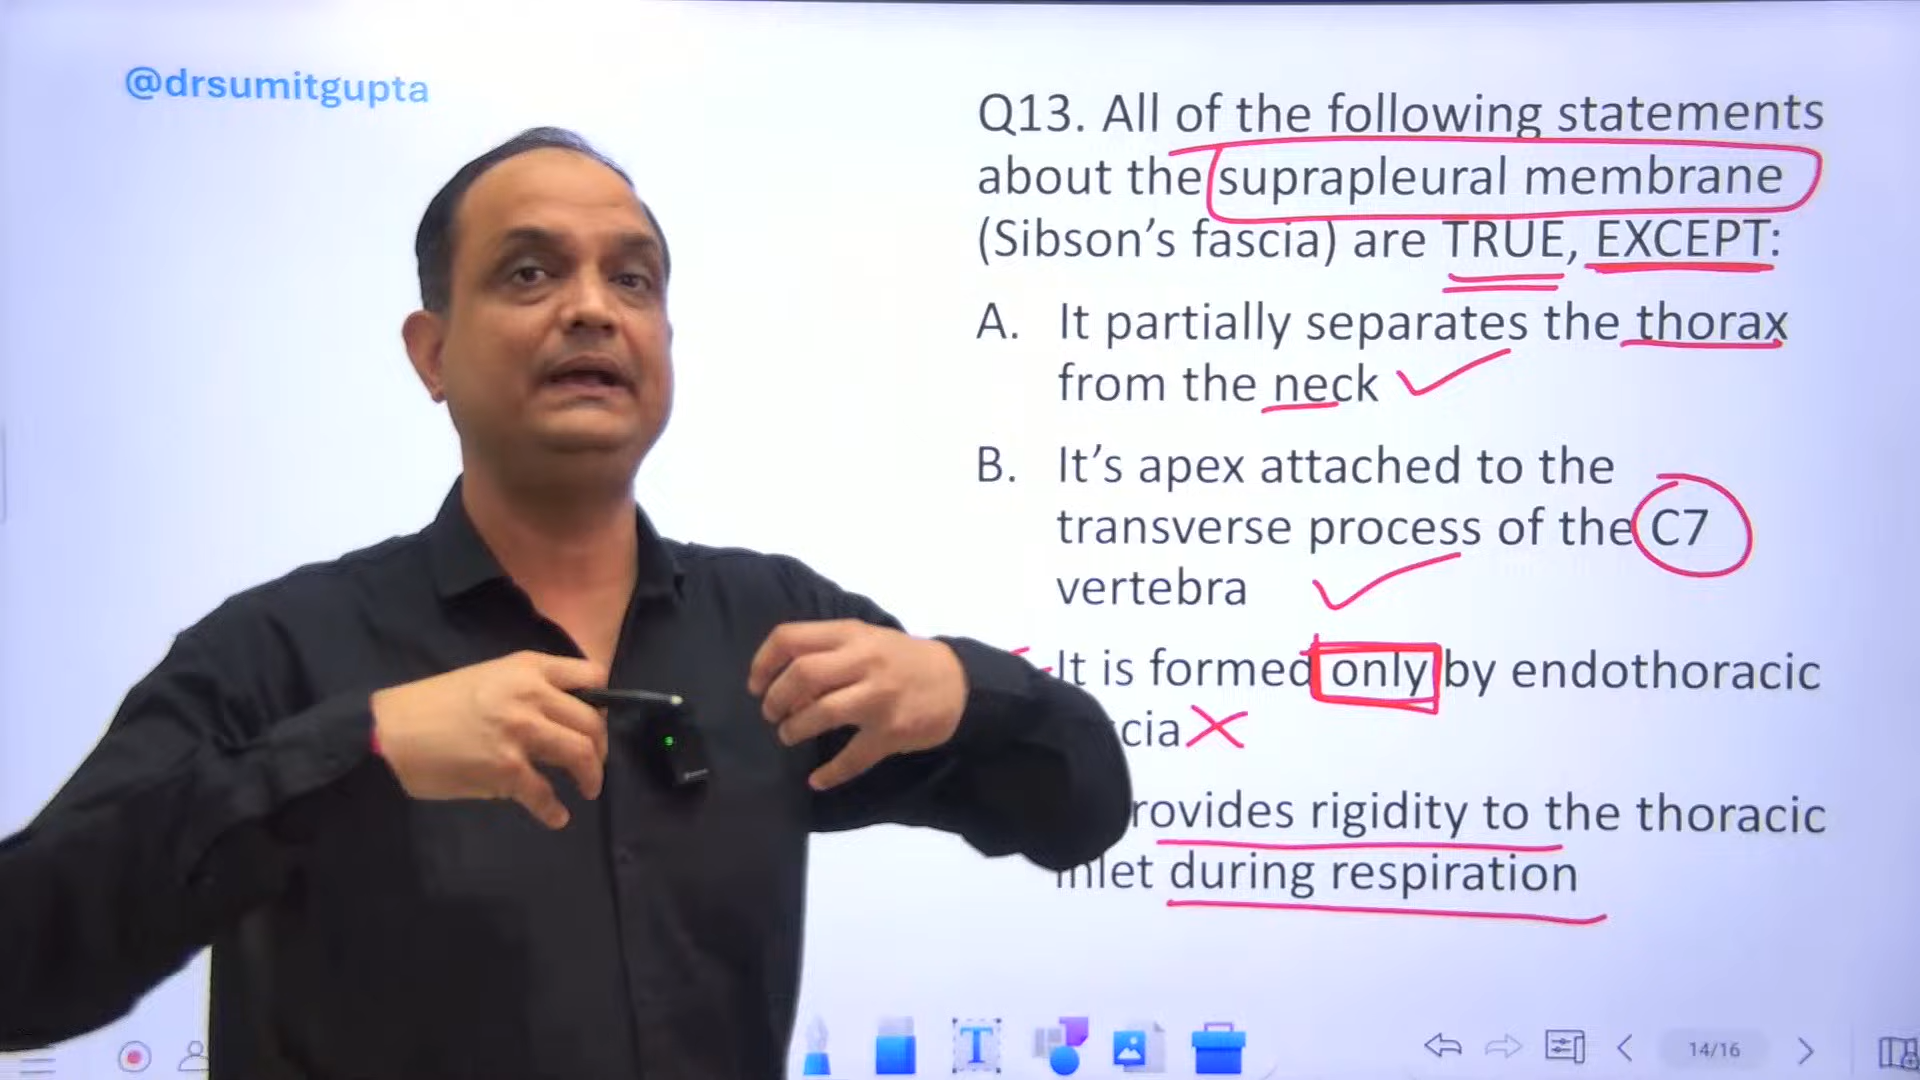 @drsumitgupta
Q13. All of the following statements
about the suprapleural membrane
(Sibson’s fascia) are TRUE, EXCEPT:
A. It partially separates the thorax
from the neck
B. It’s apex attached to the
transverse process of the C7
vertebra
It is formed only by endothoracic
cia
rovides rigidity to the thoracic
inlet during respiration
14/16